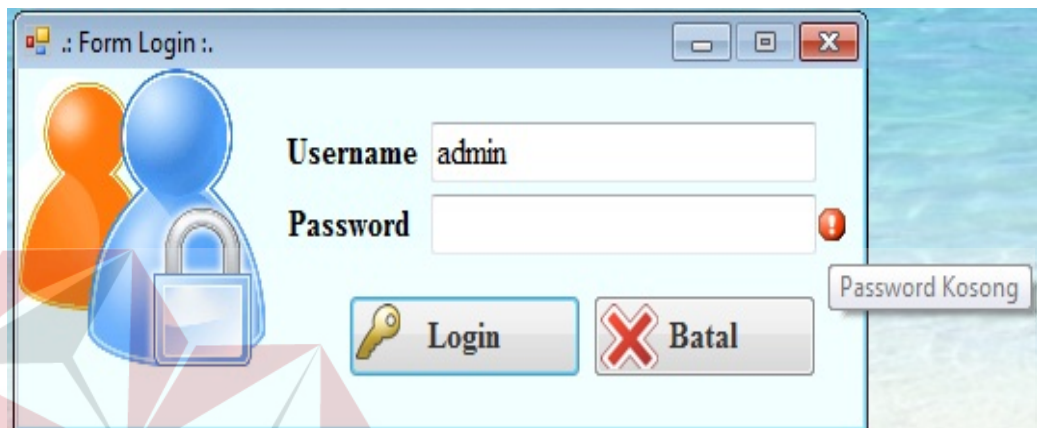 .: Form Login :.
Username admin
Password
Password Kosong
Login Batal